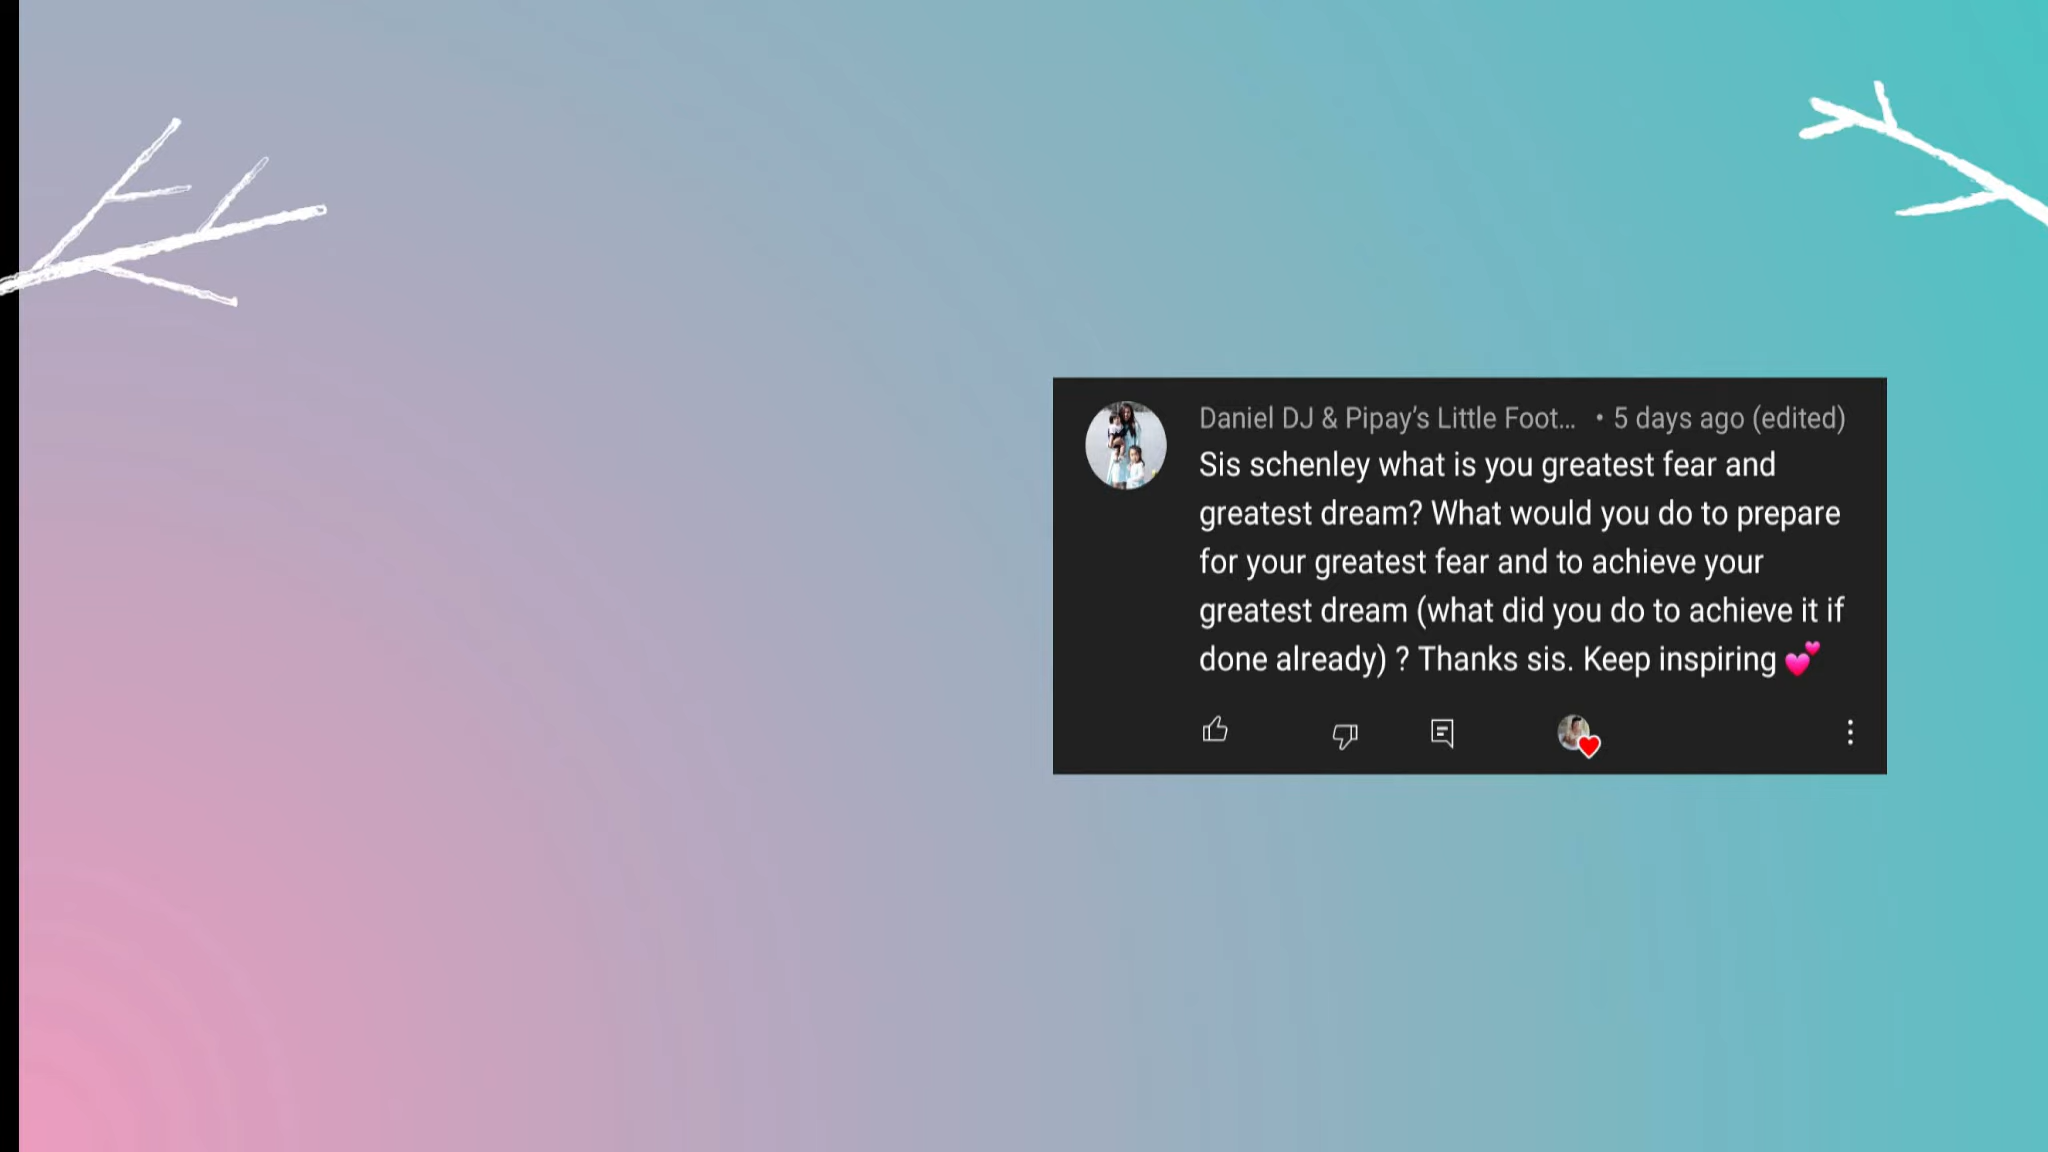 Daniel DJ & Pipay's Little Foot... • 5 days ago (edited)
Sis schenley what is you greatest fear and
greatest dream? What would you do to prepare
for your greatest fear and to achieve your
greatest dream (what did you do to achieve it if
done already) ? Thanks sis. Keep inspiring 💕